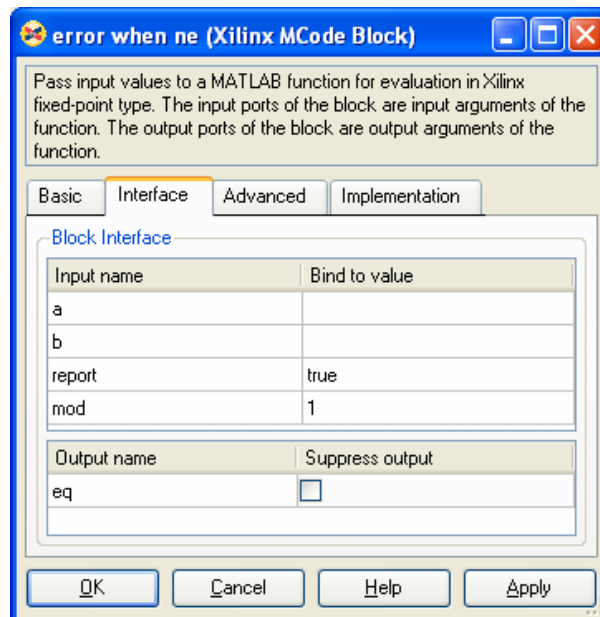 error when ne (Xilinx MCode Block)
Pass input values to a MATLAB function for evaluation in Xilinx
fixed-point type. The input ports of the block are input arguments of the
function. The output ports of the block are output arguments of the
function.
Basic Interface Advanced Implementation
Block Interface
Input name Bind to value
a
b
report true
mod 1
Output name Suppress output
eq
OK Cancel Help Apply